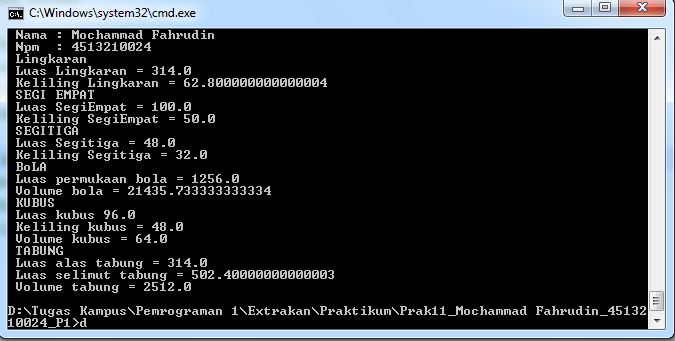 C:\Windows\system32\cmd.exe
Nama : Mochammad Fahrudin
Npm : 4513210024
Lingkaran
Luas Lingkaran = 314.0
Keliling Lingkaran = 62.800000000000004
SEGI EMPAT
Luas SegiEmpat = 100.0
Keliling SegiEmpat = 50.0
SEGITIGA
Luas Segitiga = 48.0
Keliling Segitiga = 32.0
BoLA
Luas permukaan bola = 1256.0
Volume bola = 21435.733333333334
KUBUS
Luas kubus 96.0
Keliling kubus = 48.0
Volume kubus = 64.0
TABUNG
Luas alas tabung = 314.0
Luas selimut tabung = 502.40000000000003
Volume tabung = 2512.0
D:\Tugas Kampus\Pemrograman 1\Extrakan\Praktikum\Prak11_Mochammad Fahrudin_45132
10024_P1>d